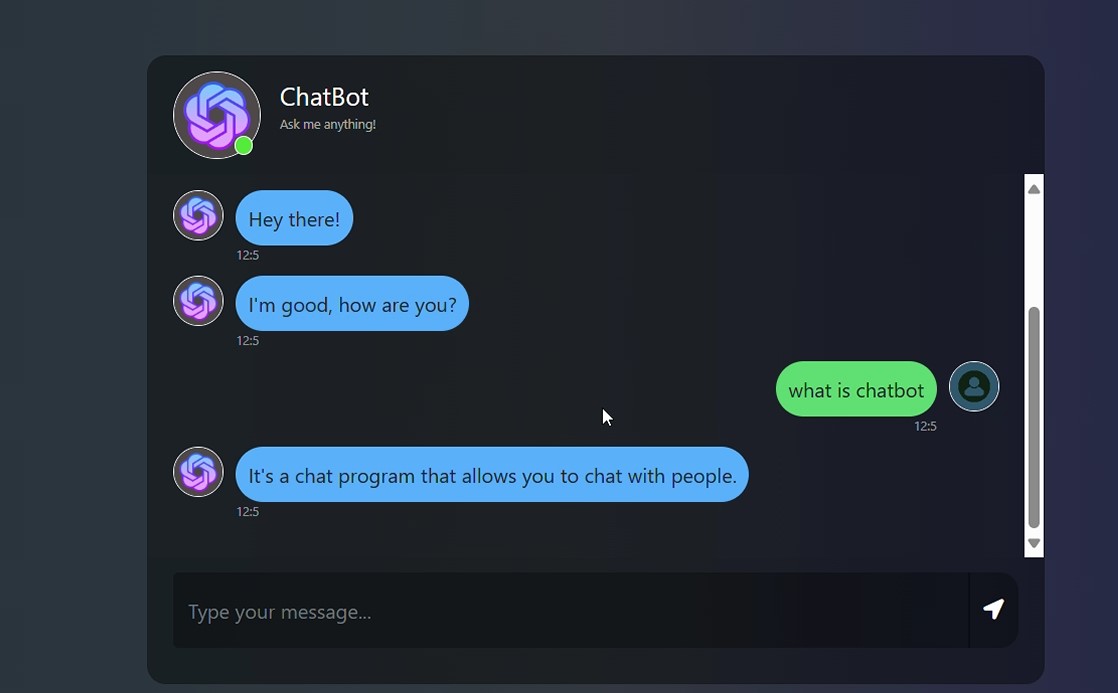 ChatBot
Ask me anything!
Hey there!
12:5
I'm good, how are you?
12:5
what is chatbot
12:5
It's a chat program that allows you to chat with people.
12:5
Type your message...